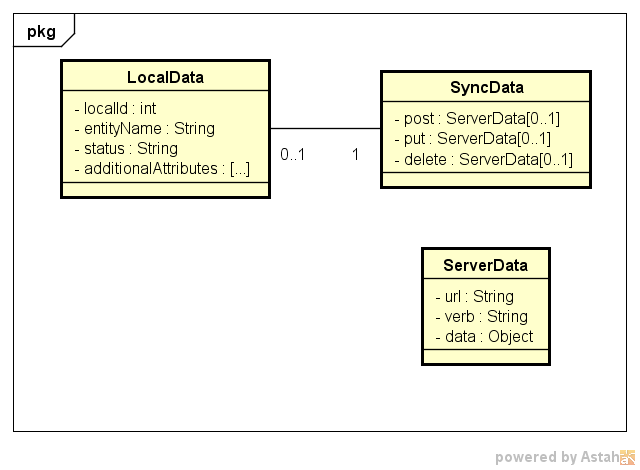 pkg
LocalData
- localId : int
- entityName : String
- status : String
- additionalAttributes : [...]
0..1
1
SyncData
- post : ServerData[0..1]
- put : ServerData[0..1]
- delete : ServerData[0..1]
ServerData
- url : String
- verb : String
- data : Object
powered by Astah